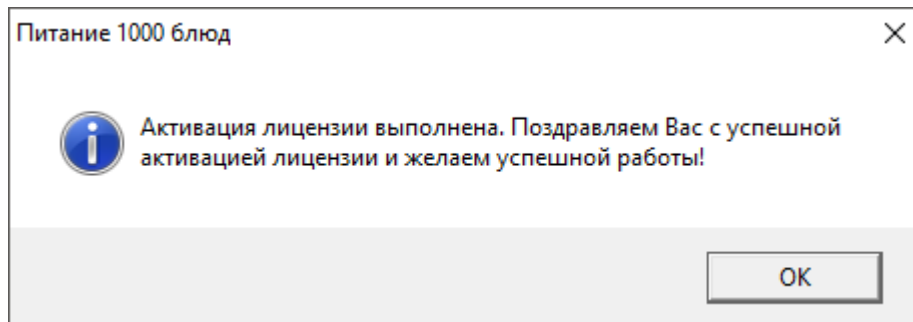 Питание 1000 блюд
Активация лицензии выполнена. Поздравляем Вас с успешной
активацией лицензии и желаем успешной работы!
OK